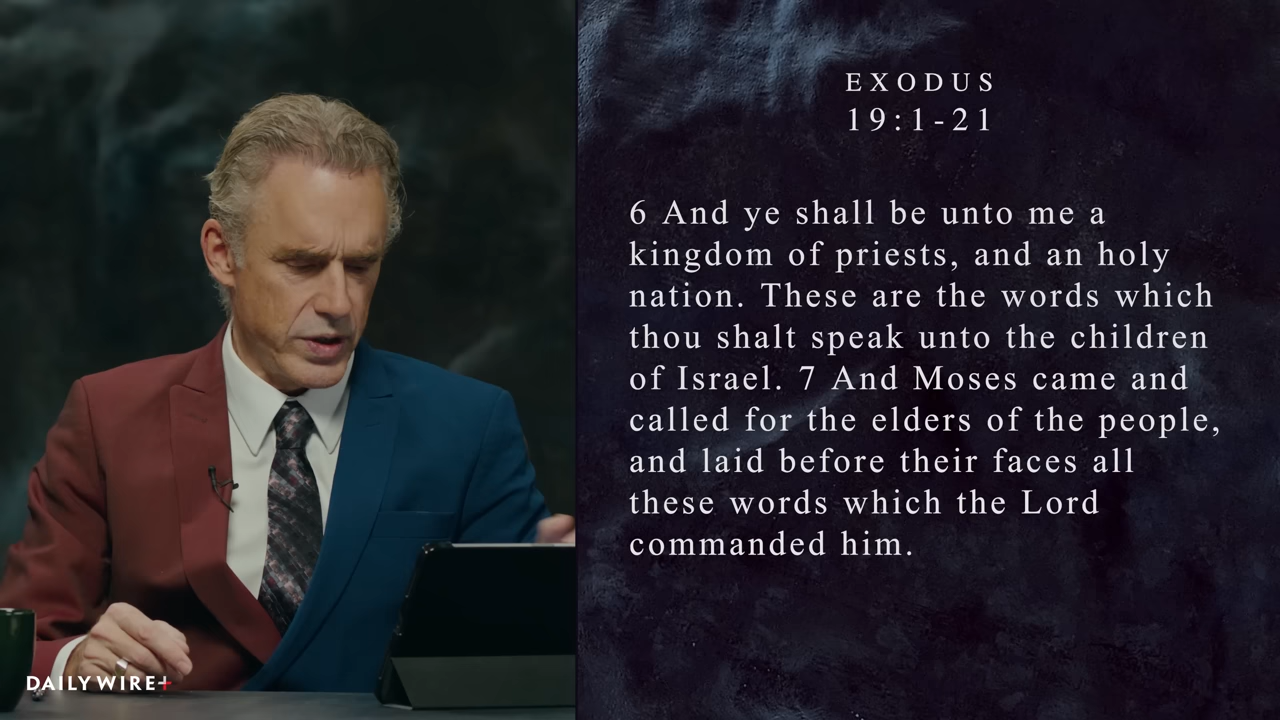 EXODUS
19:1-21
6 And ye shall be unto me a
kingdom of priests, and an holy
nation. These are the words which
thou shalt speak unto the children
of Israel. 7 And Moses came and
called for the elders of the people,
and laid before their faces all
these words which the Lord
commanded him.
DAILYWIRE+